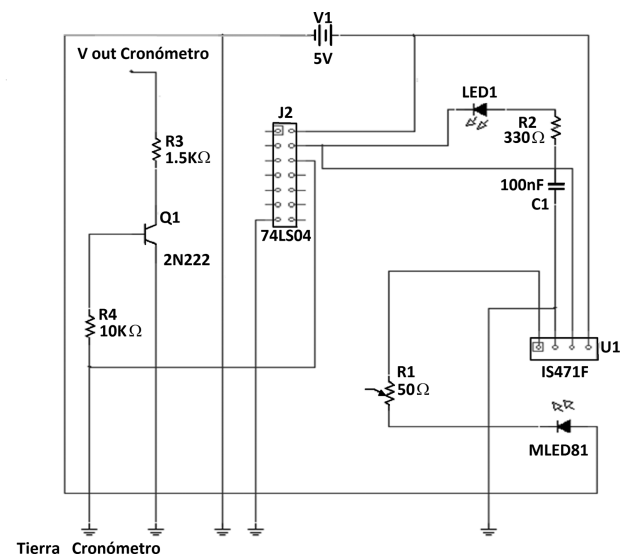 V1
5V
V out Cronómetro
LED1
J2
R2
330Ω
R3
1.5KΩ
100nF
C1
Q1
74LS04
2N222
R4
10KΩ
U1
IS471F
R1
50Ω
MLED81
Tierra Cronómetro